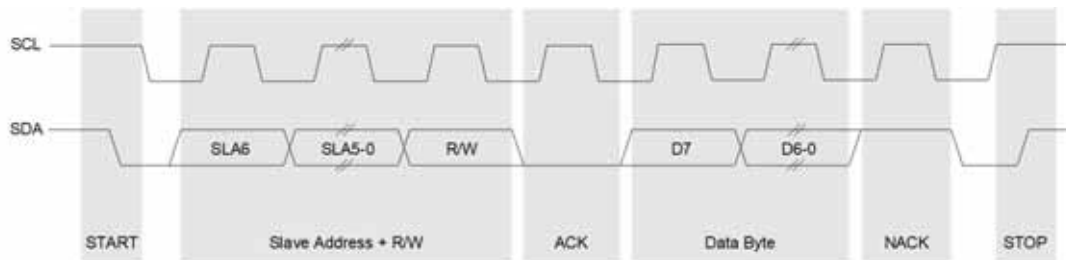 SCL
SDA
SLA6 SLA5-0 R/W D7 D6-0
START Slave Address + R/W ACK Data Byte NACK STOP